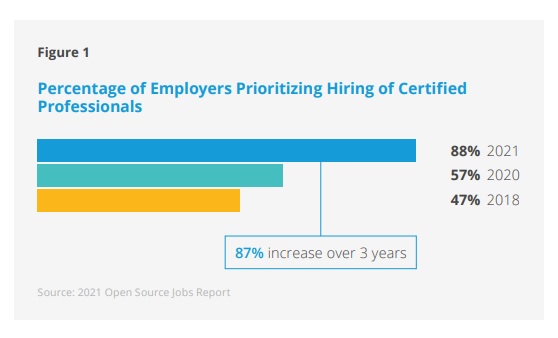 Figure 1
Percentage of Employers Prioritizing Hiring of Certified
Professionals
88% 2021
57% 2020
47% 2018
87% increase over 3 years
Source: 2021 Open Source Jobs Report